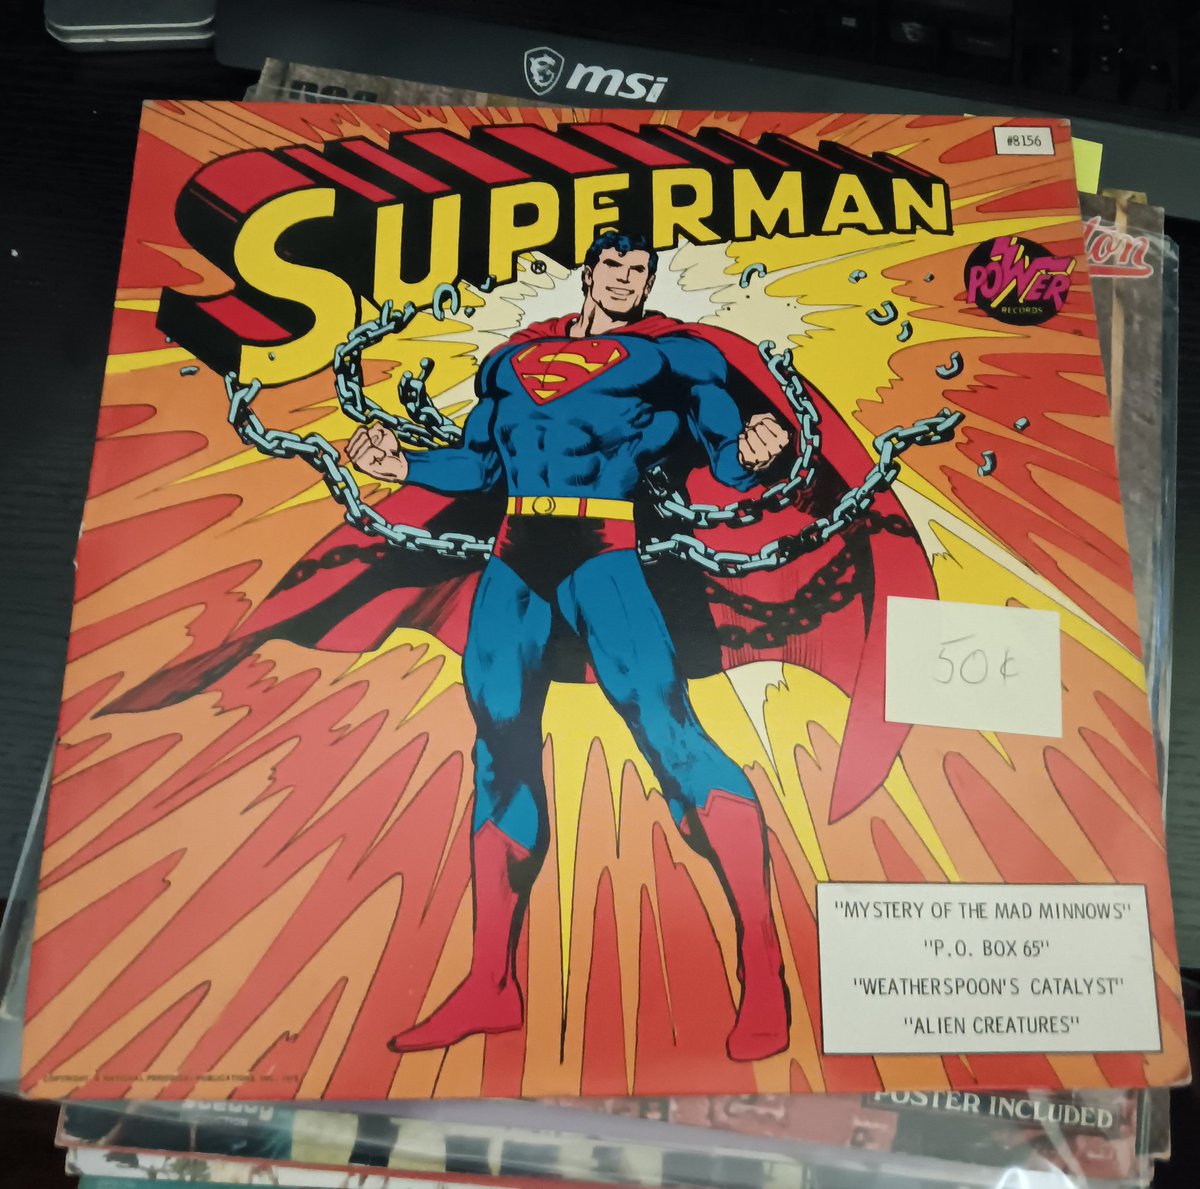 msi
#8156
SUPERMAN
®
ton
POWER
RECORDS
50¢
"MYSTERY OF THE MAD MINNOWS"
"P.O. BOX 65"
"WEATHERSPOON'S CATALYST"
"ALIEN CREATURES"
POSTER INCLUDED